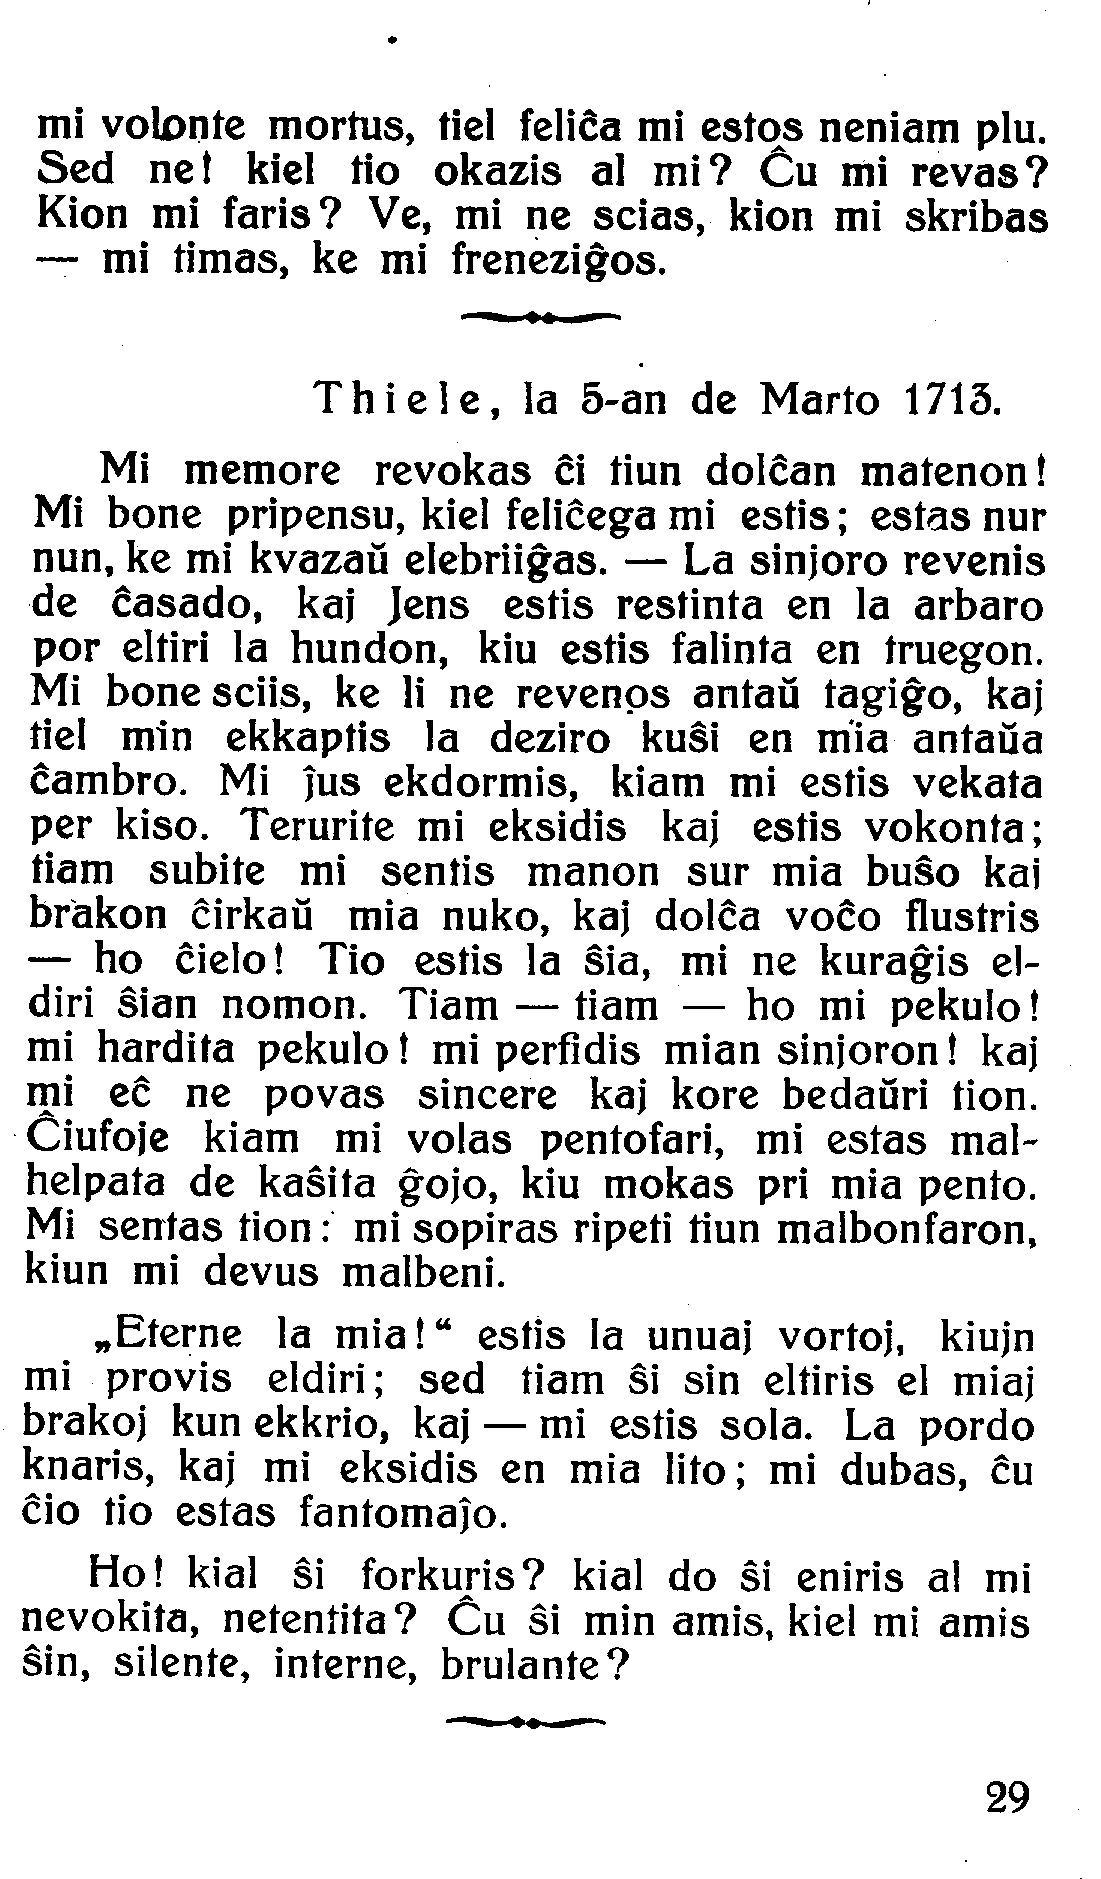 mi volonte mortus, tiel feliĉa mi estos neniam plu.
Sed ne! kiel tio okazis al mi? Ĉu mi revas?
Kion mi faris? Ve, mi ne scias, kion mi skribas
— mi timas, ke mi freneziĝos.
Thiele, la 5-an de Marto 1713.
Mi memore revokas ĉi tiun dolĉan matenon!
Mi bone pripensu, kiel feliĉega mi estis; estas nur
nun, ke mi kvazaŭ elebriiĝas. — La sinjoro revenis
de ĉasado, kaj Jens estis restinta en la arbaro
por eltiri la hundon, kiu estis falinta en truegon.
Mi bone sciis, ke li ne revenos antaŭ tagiĝo, kaj
tiel min ekkaptis la deziro kuŝi en mia antaŭa
ĉambro. Mi ĵus ekdormis, kiam mi estis vekata
per kiso. Terurite mi eksidis kaj estis vokonta;
tiam subite mi sentis manon sur mia buŝo kaj
brakon ĉirkaŭ mia nuko, kaj dolĉa voĉo flustris
— ho ĉielo! Tio estis la ŝia, mi ne kuraĝis el-
diri ŝian nomon. Tiam — tiam — ho mi pekulo!
mi hardita pekulo! mi perfidis mian sinjoron! kaj
mi eĉ ne povas sincere kaj kore bedaŭri tion.
Ĉiufoje kiam mi volas pentofari, mi estas mal-
helpata de kaŝita ĝojo, kiu mokas pri mia pento.
Mi sentas tion: mi sopiras ripeti tiun malbonfaron,
kiun mi devus malbeni.
„Eterne la mia!“ estis la unuaj vortoj, kiujn
mi provis eldiri; sed tiam ŝi sin eltiris el miaj
brakoj kun ekkrio, kaj — mi estis sola. La pordo
knaris, kaj mi eksidis en mia lito; mi dubas, ĉu
ĉio tio estas fantomaĵo.
Ho! kial ŝi forkuris? kial do ŝi eniris al mi
nevokita, netentita? Ĉu ŝi min amis, kiel mi amis
ŝin, silente, interne, brulante?
29